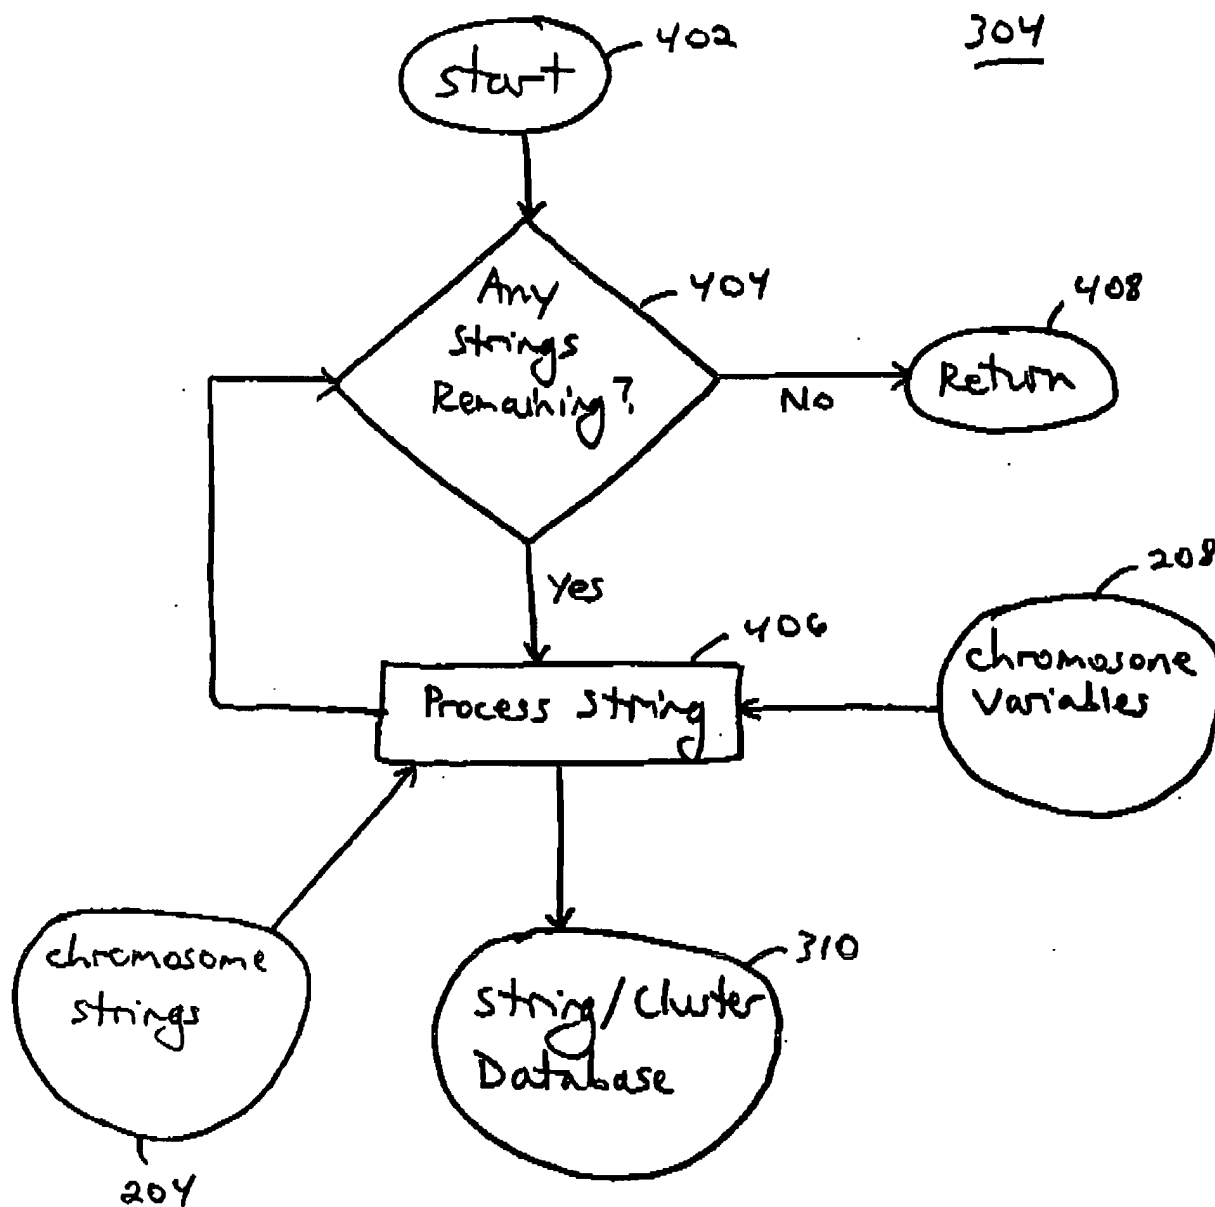 304
402
start
404
Any
strings
Remaining?
408
Return
No
Yes
406
Process string
208
chromosone
variables
chromosome
strings
204
310
string/cluster
Database